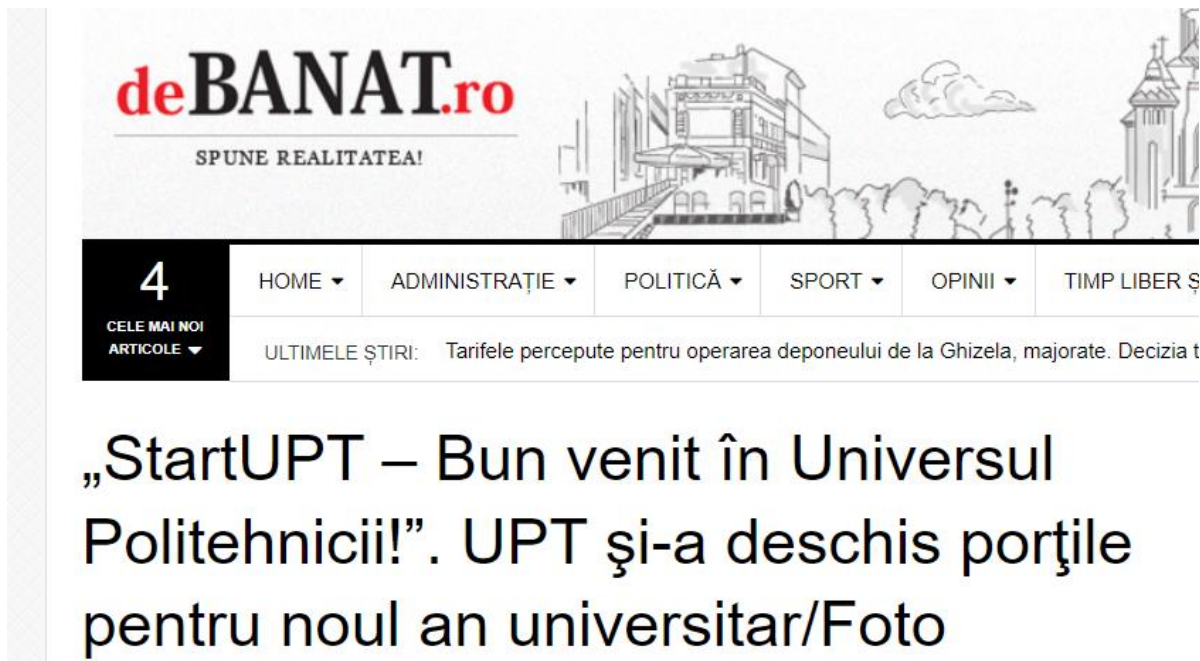 deBANAT.ro
SPUNE REALITATEA!
4
CELE MAI NOI
ARTICOLE
HOME ADMINISTRAȚIE POLITICĂ SPORT OPINII TIMP LIBER Ș
ULTIMELE ȘTIRI: Tarifele percepute pentru operarea deponeului de la Ghizela, majorate. Decizia t
„StartUPT – Bun venit în Universul
Politehnicii!”. UPT şi-a deschis porţile
pentru noul an universitar/Foto